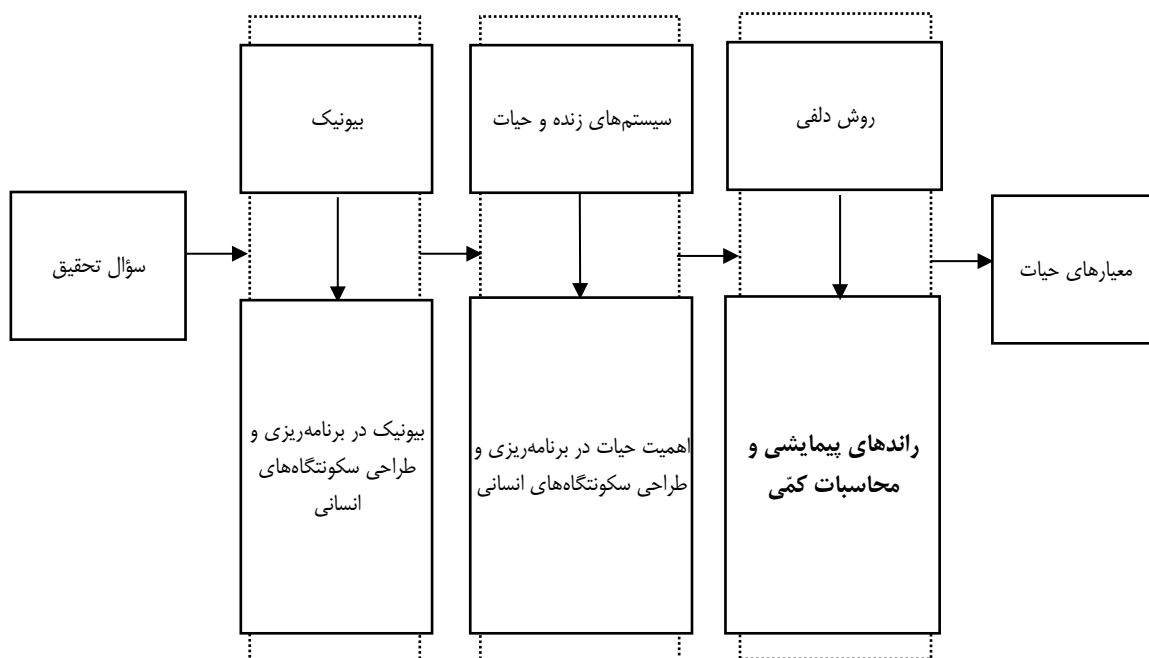 بیونیک
سیستم‌های زنده و حیات
روش دلفی
سؤال تحقیق
معیارهای حیات
بیونیک در برنامه‌ریزی و
طراحی سکونتگاه‌های
انسانی
اهمیت حیات در برنامه‌ریزی و
طراحی سکونتگاه‌های انسانی
راندهای پیمایشی و
محاسبات کمّی